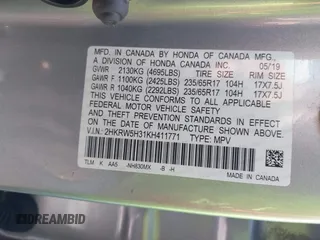 MFD. IN CANADA BY HONDA OF CANADA MFG.,
A DIVISION OF HONDA CANADA INC. 05/19
GVWR 2130KG (4695LBS) TIRE SIZE RIM SIZE
GAWR F 1100KG (2425LBS) 235/65R17 104H 17X7.5J
GAWR R 1040KG (2292LBS) 235/65R17 104H 17X7.5J
THIS VEHICLE CONFORMS TO ALL APPLICABLE
FEDERAL MOTOR VEHICLE SAFETY, BUMPER,
AND THEFT PREVENTION STANDARDS IN EFFECT
ON THE DATE OF MANUFACTURE SHOWN ABOVE.
V.I.N: 2HKRW5H31KH411771 TYPE: MPV
TLM K AA5 -NH830MX -B -H
MADE IN CANADA
DREAMBID